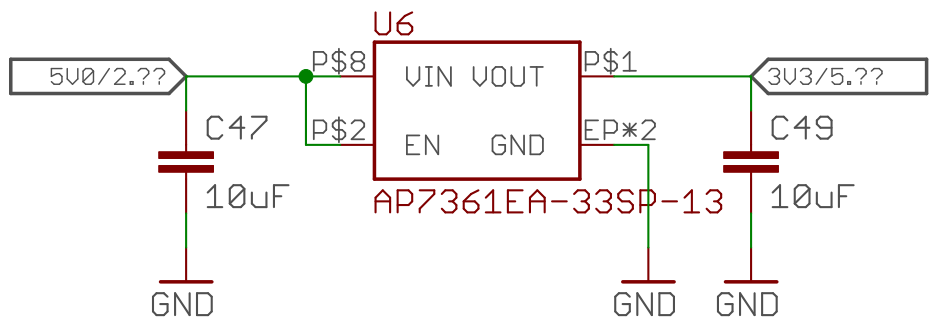 U6
P$8
VIN VOUT
P$1
5V0/2.??
3V3/5.??
P$2
EN GND
EP*2
C47
10uF
C49
10uF
AP7361EA-33SP-13
GND
GND
GND